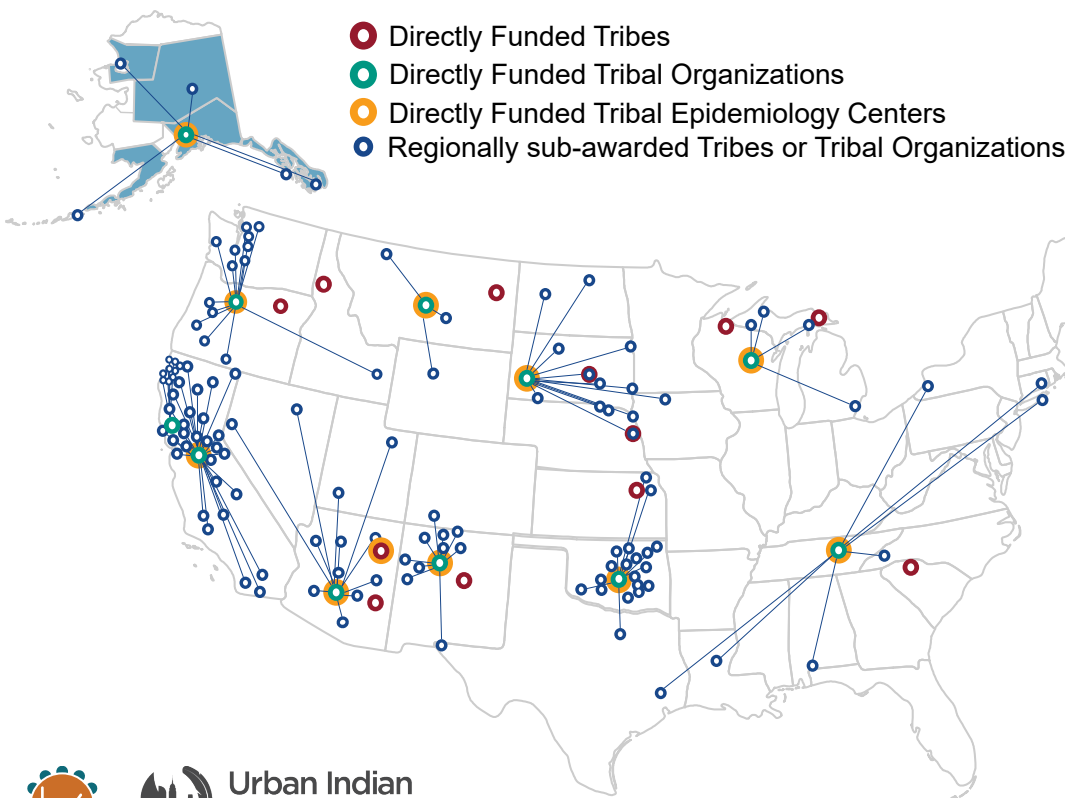 Directly Funded Tribes
Directly Funded Tribal Organizations
Directly Funded Tribal Epidemiology Centers
Regionally sub-awarded Tribes or Tribal Organizations
Urban Indian